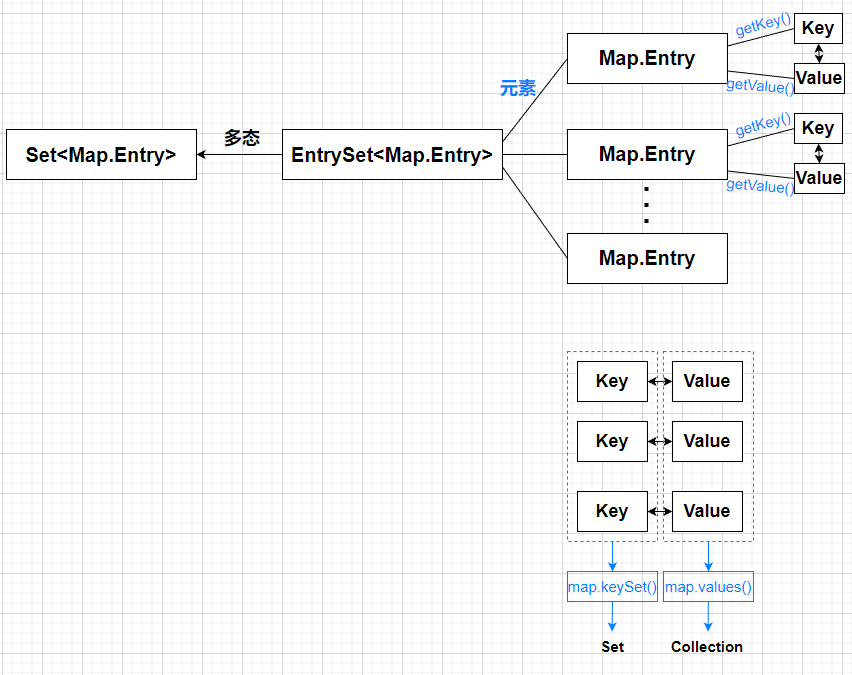 getKey()
Key
Map.Entry
元素
getValue()
Value
getKey()
Key
多态
Set<Map.Entry>
EntrySet<Map.Entry>
Map.Entry
getValue()
Value
Map.Entry
Key
Value
Key
Value
Key
Value
map.keySet()
map.values()
Set
Collection